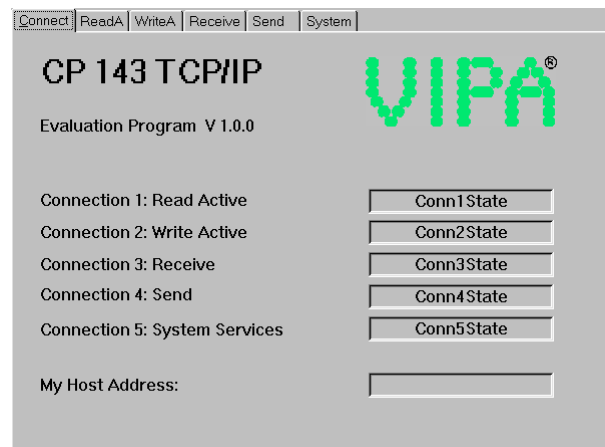 Connect ReadA WriteA Receive Send System
CP 143 TCP/IP
VIPA®
Evaluation Program V 1.0.0
Connection 1: Read Active Conn1State
Connection 2: Write Active Conn2State
Connection 3: Receive Conn3State
Connection 4: Send Conn4State
Connection 5: System Services Conn5State
My Host Address: